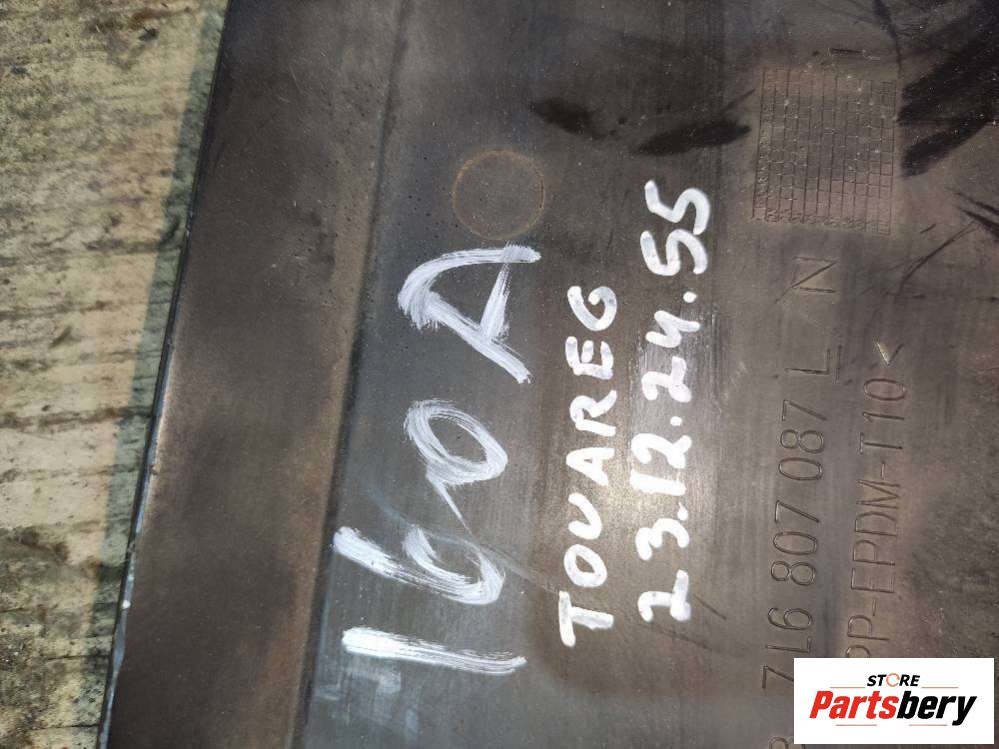 160A
TOUAREG
23.12.24.55
7L6 807 087 L
PP-EPDM-T10<
STORE
Partsbery